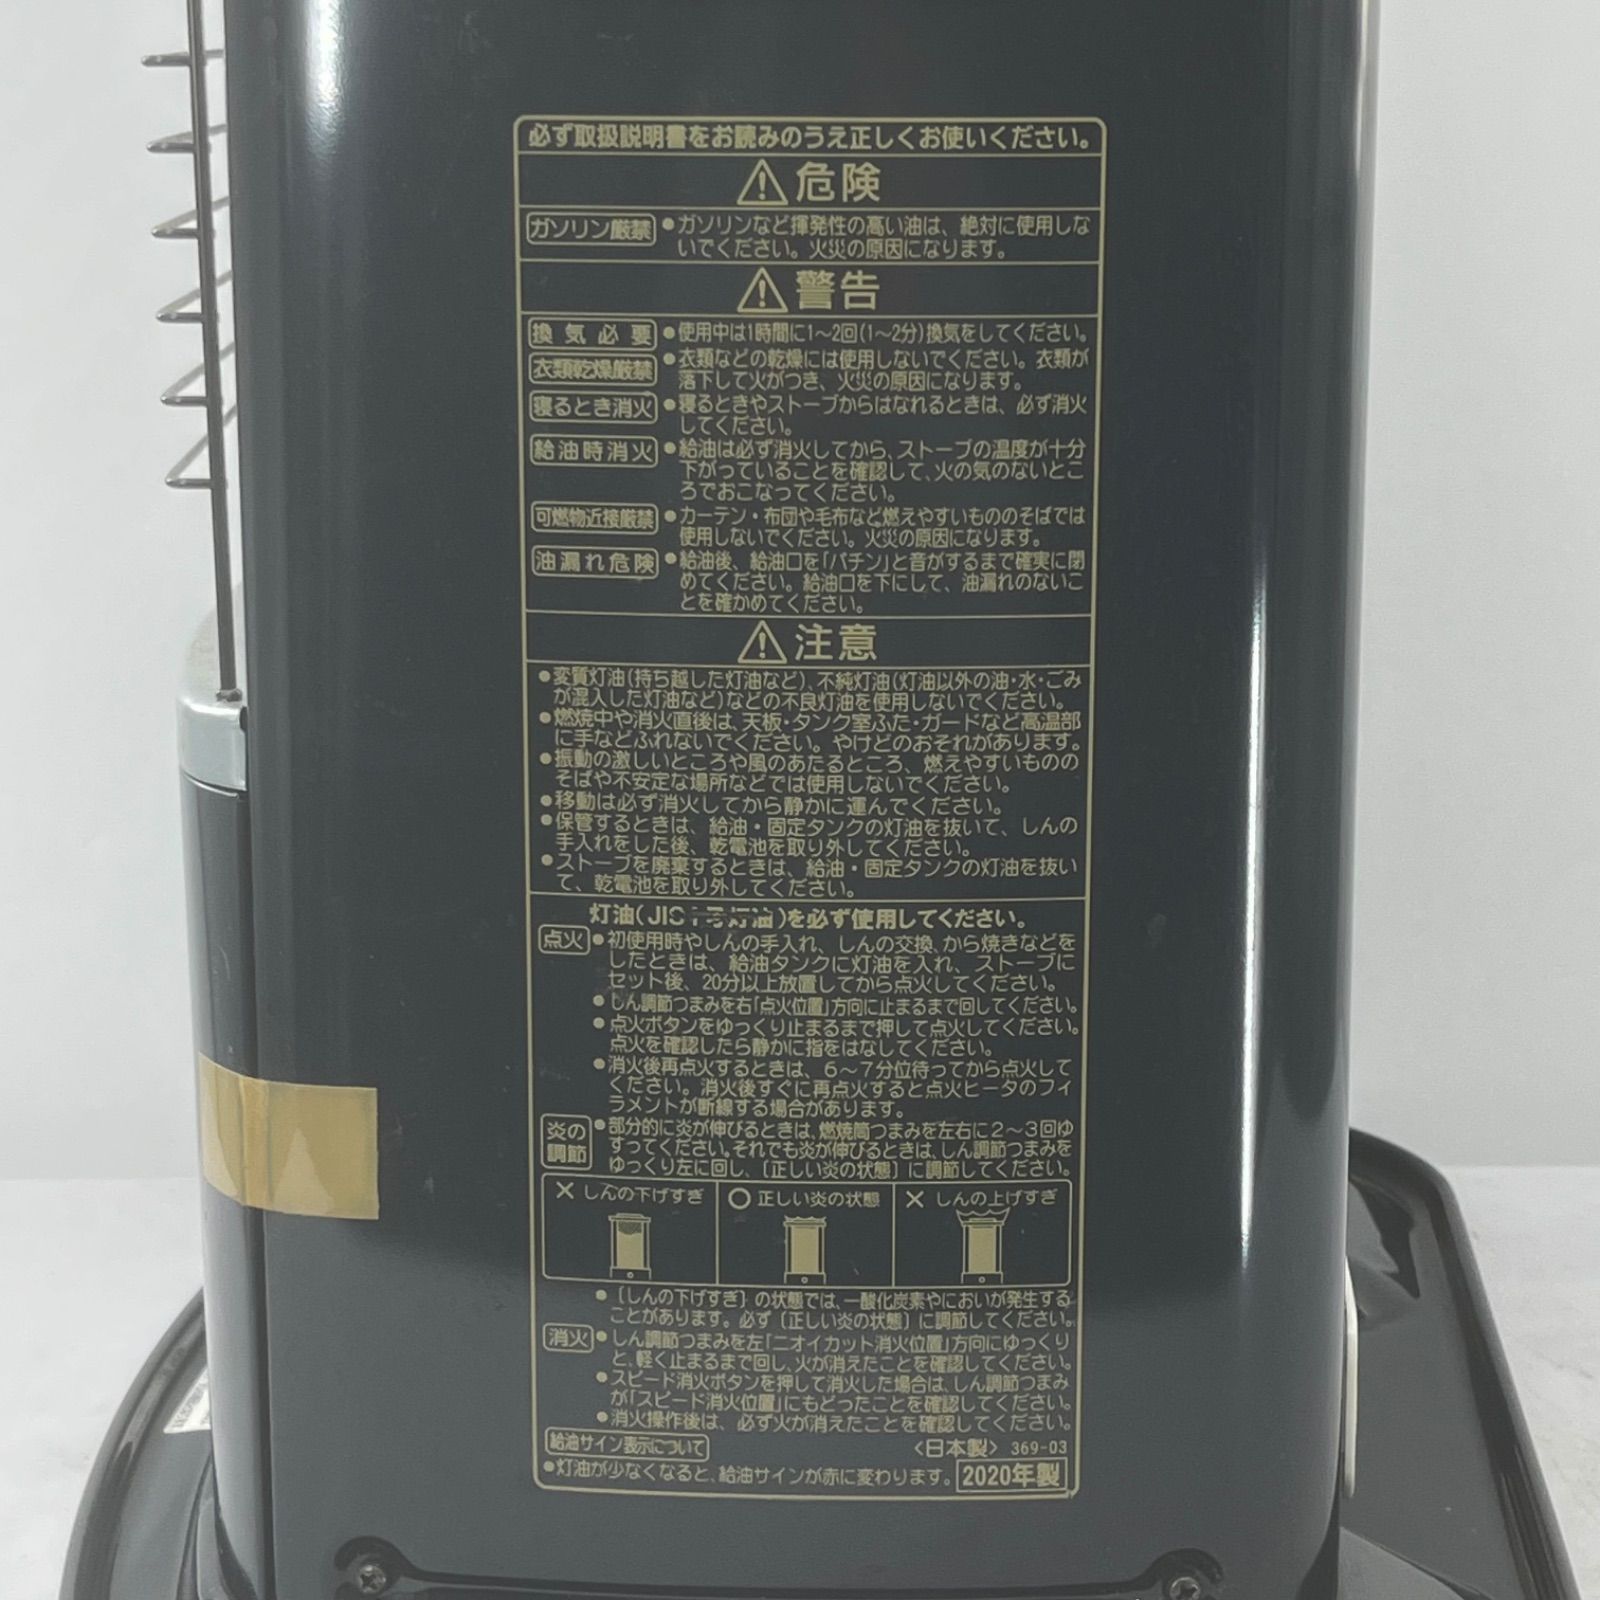 必ず取扱説明書をお読みのうえ正しくお使いください。
⚠危険
ガソリン厳禁
●ガソリンなど揮発性の高い油は、絶対に使用しな
いでください。火災の原因になります。
⚠警告
換気必要
●使用中は1時間に1〜2回(1〜2分)換気をしてください。
衣類乾燥厳禁
●衣類などの乾燥には使用しないでください。衣類が
落下して火がつき、火災の原因になります。
寝るとき消火
●寝るときやストーブからはなれるときは、必ず消火
してください。
給油時消火
●給油は必ず消火してから、ストーブの温度が十分
下がっていることを確認して、火の気のないとこ
ろでおこなってください。
可燃物近接厳禁
●カーテン・布団や毛布など燃えやすいもののそばでは
使用しないでください。火災の原因になります。
油漏れ危険
●給油後、給油口を「パチン」と音がするまで確実に閉
めてください。給油口を下にして、油漏れのないこ
とを確かめてください。
⚠注意
●変質灯油(持ち越した灯油など)、不純灯油(灯油以外の油・水・ごみ
が混入した灯油など)などの不良灯油を使用しないでください。
●燃焼中や消火直後は、天板・タンク室ふた・ガードなど高温部
に手などふれないでください。やけどのおそれがあります。
●振動の激しいところや風のあたるところ、燃えやすいものの
そばや不安定な場所などでは使用しないでください。
●移動は必ず消火してから静かに運んでください。
●保管するときは、給油・固定タンクの灯油を抜いて、しんの
手入れをした後、乾電池を取り外してください。
●ストーブを廃棄するときは、給油・固定タンクの灯油を抜い
て、乾電池を取り外してください。
灯油(JIS1号灯油)を必ず使用してください。
点火
●初使用時やしんの手入れ、しんの交換、から焼きなどを
したときは、給油タンクに灯油を入れ、ストーブに
セット後、20分以上放置してから点火してください。
●しん調節つまみを右「点火位置」方向に止まるまで回してください。
●点火ボタンをゆっくり止まるまで押して点火してください。
点火を確認したら静かに指をはなしてください。
●消火後再点火するときは、6〜7分位待ってから点火して
ください。消火後すぐに再点火すると点火ヒータのフィ
ラメントが断線する場合があります。
炎の
調節
●部分的に炎が伸びるときは、燃焼筒つまみを左右に2〜3回ゆ
すってください。それでも炎が伸びるときは、しん調節つまみを
ゆっくり左に回し、〔正しい炎の状態〕に調節してください。
×しんの下げすぎ
○正しい炎の状態
×しんの上げすぎ
●〔しんの下げすぎ〕の状態では、一酸化炭素やにおいが発生する
ことがあります。必ず〔正しい炎の状態〕に調節してください。
消火
●しん調節つまみを左「ニオイカット消火位置」方向にゆっくり
と、軽く止まるまで回し、火が消えたことを確認してください。
●スピード消火ボタンを押して消火した場合は、しん調節つまみ
が「スピード消火位置」にもどったことを確認してください。
●消火操作後は、必ず火が消えたことを確認してください。
給油サイン表示について
〈日本製〉 369-03
●灯油が少なくなると、給油サインが赤に変わります。
2020年製